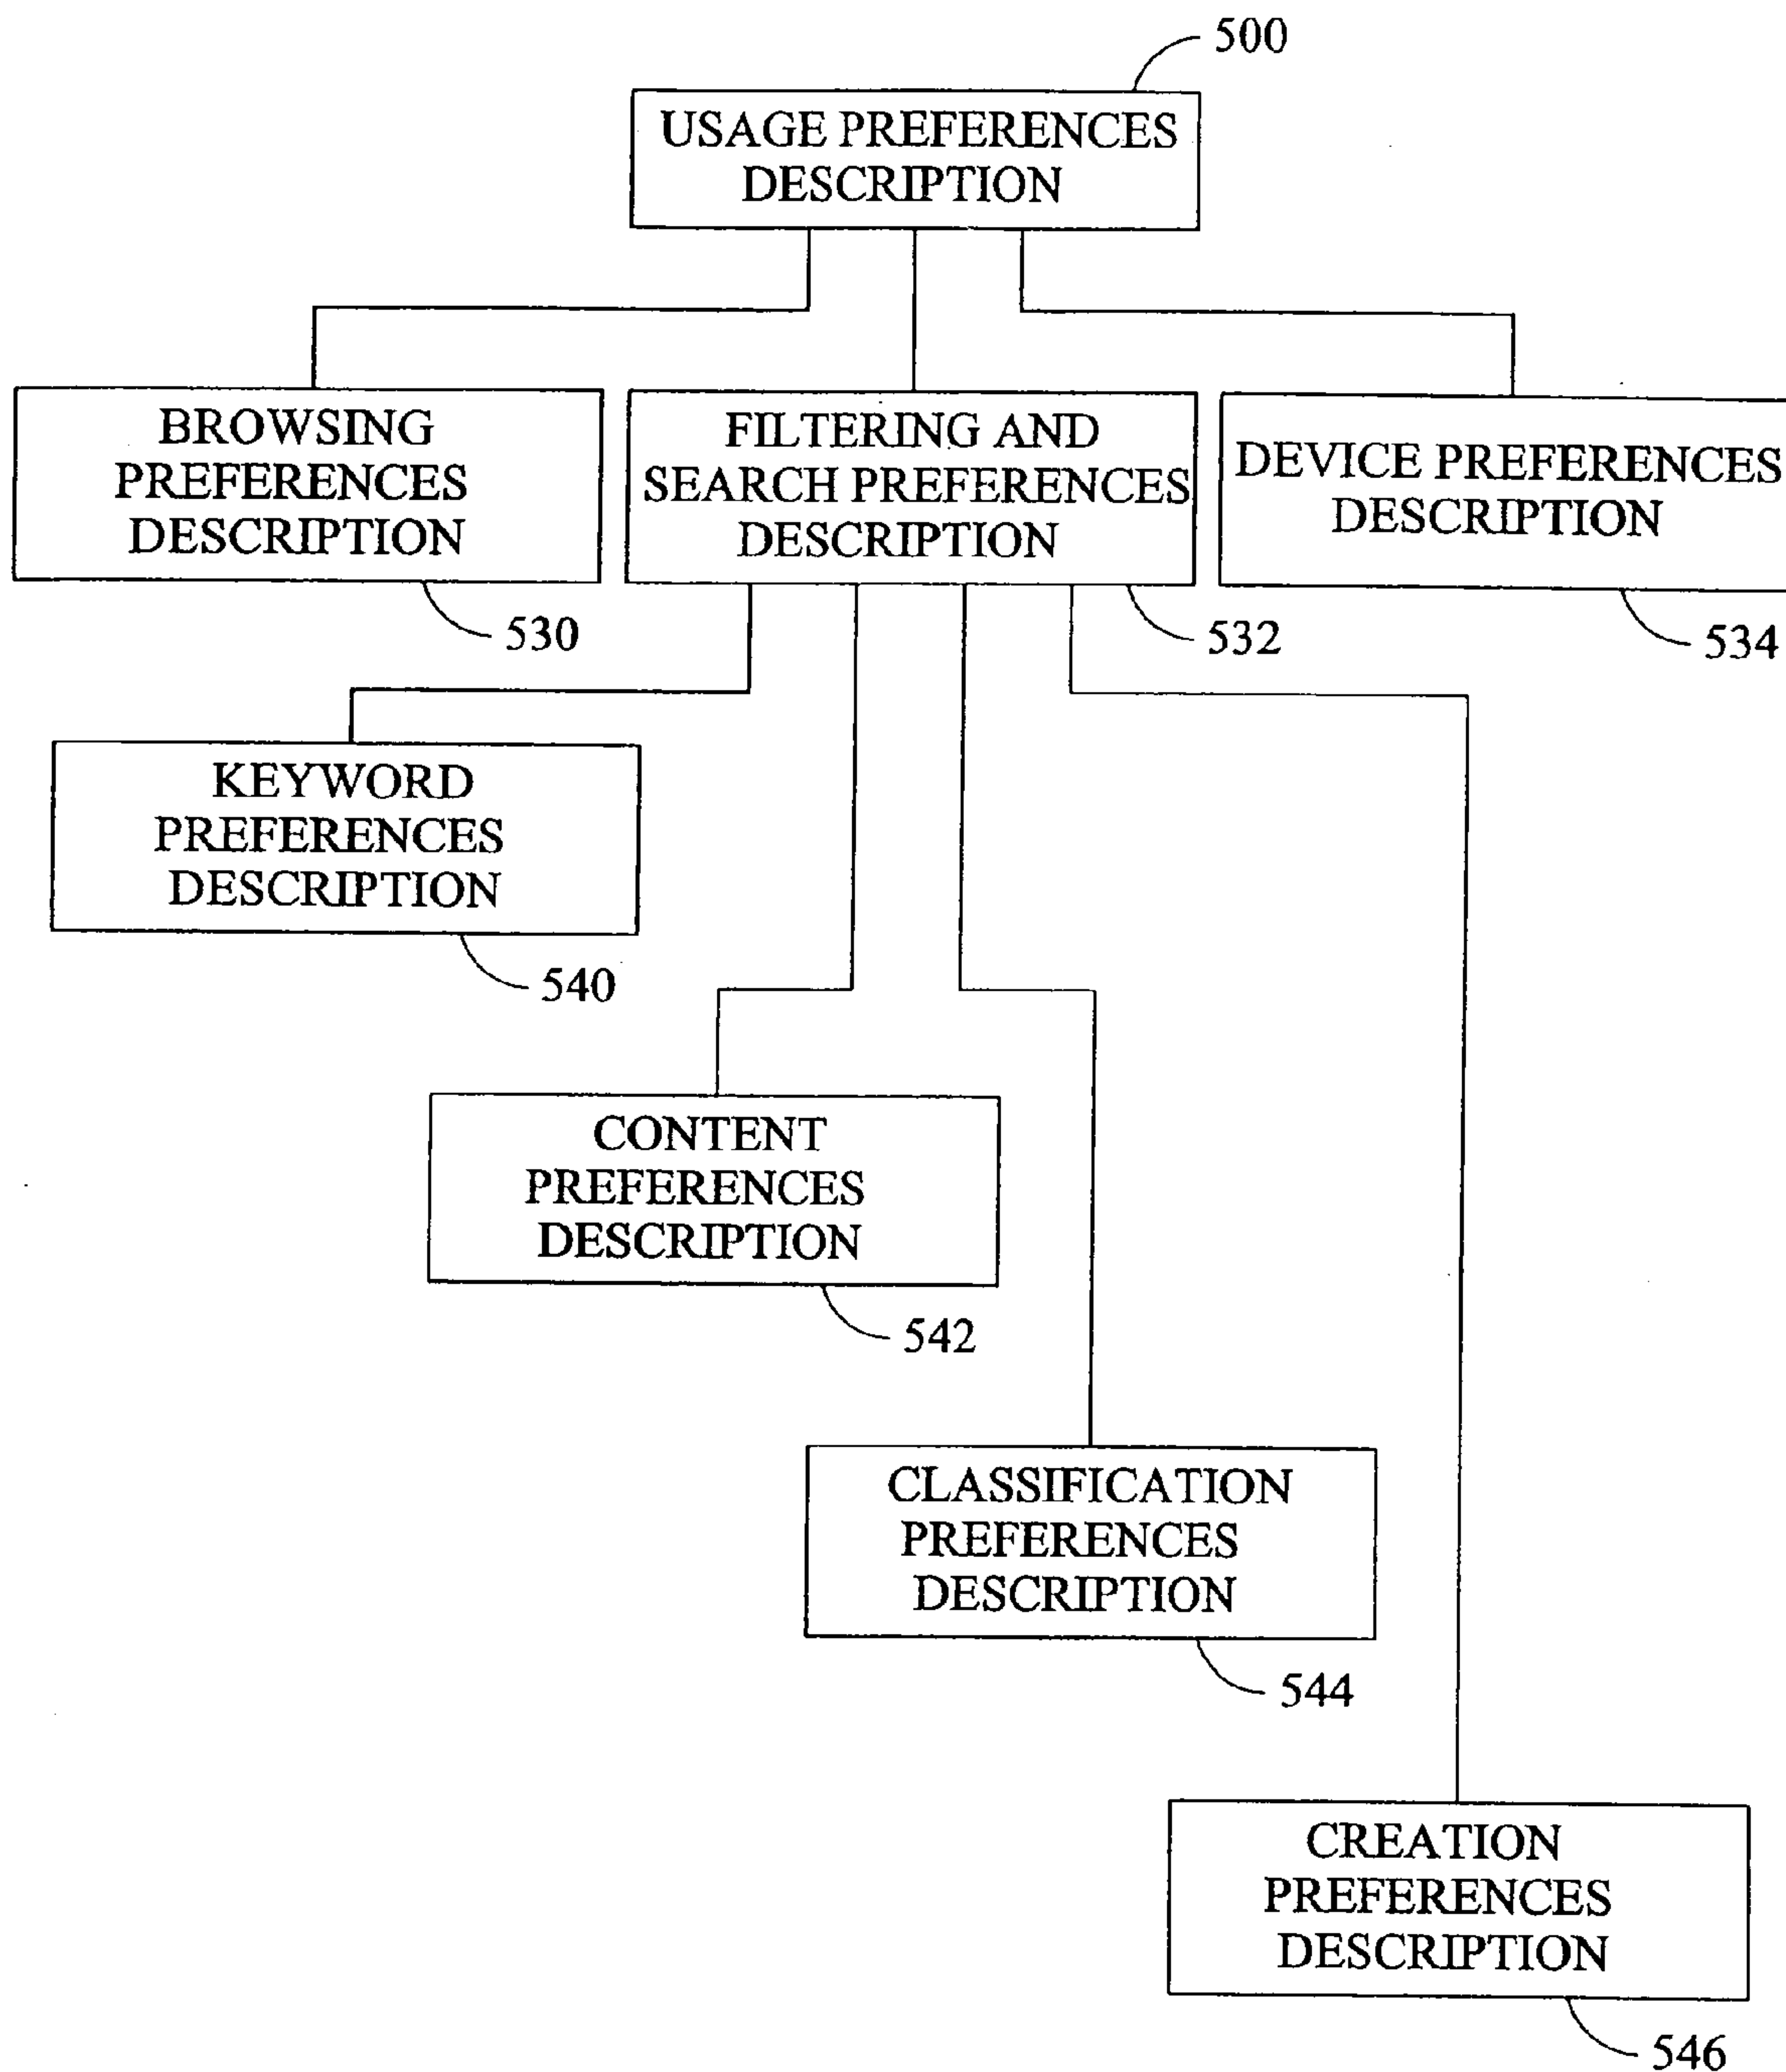 500
USAGE PREFERENCES
DESCRIPTION
BROWSING
PREFERENCES
DESCRIPTION
530
FILTERING AND
SEARCH PREFERENCES
DESCRIPTION
532
DEVICE PREFERENCES
DESCRIPTION
534
KEYWORD
PREFERENCES
DESCRIPTION
540
CONTENT
PREFERENCES
DESCRIPTION
542
CLASSIFICATION
PREFERENCES
DESCRIPTION
544
CREATION
PREFERENCES
DESCRIPTION
546